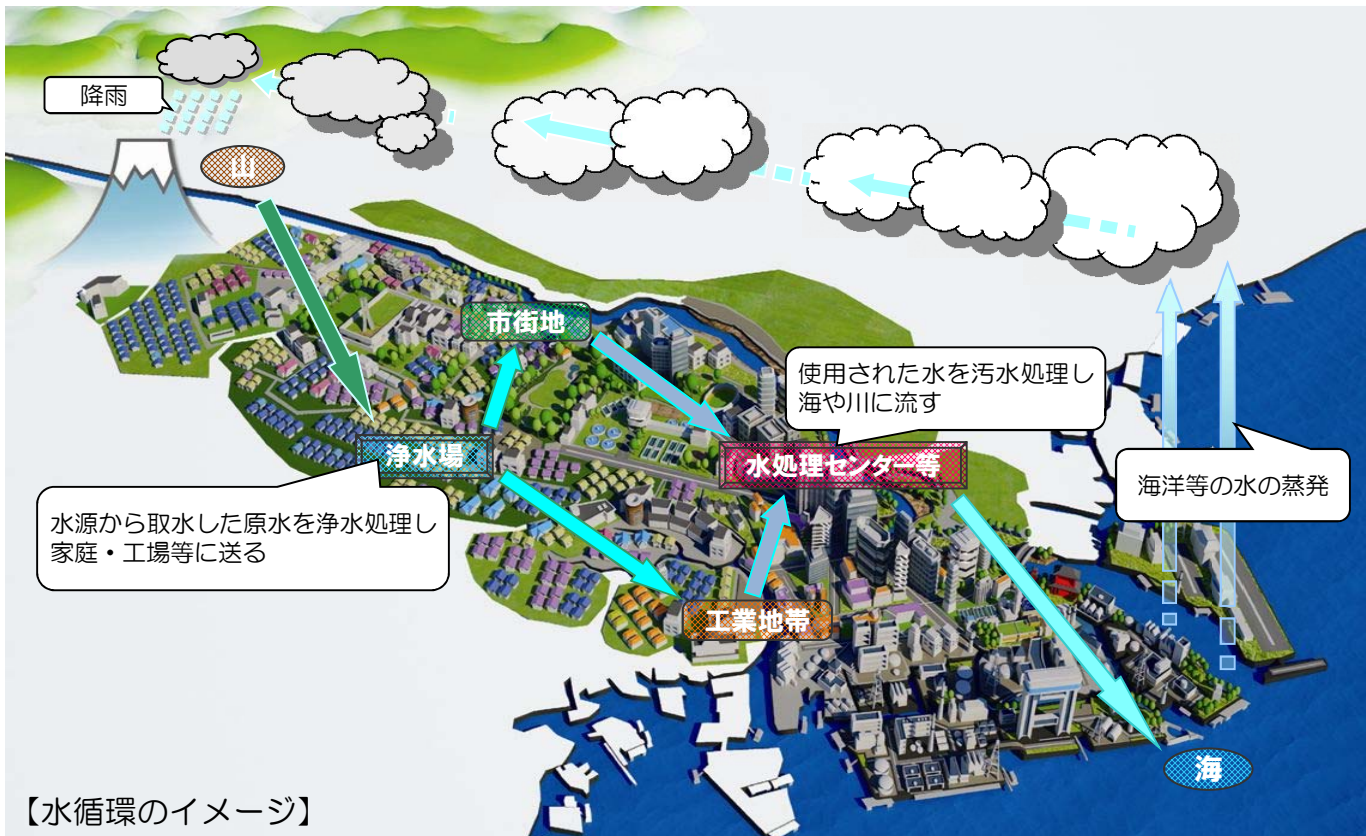 降雨
山
市街地
使用された水を汚水処理し
海や川に流す
浄水場
水処理センター等
海洋等の水の蒸発
水源から取水した原水を浄水処理し
家庭・工場等に送る
工業地帯
海
【水循環のイメージ】